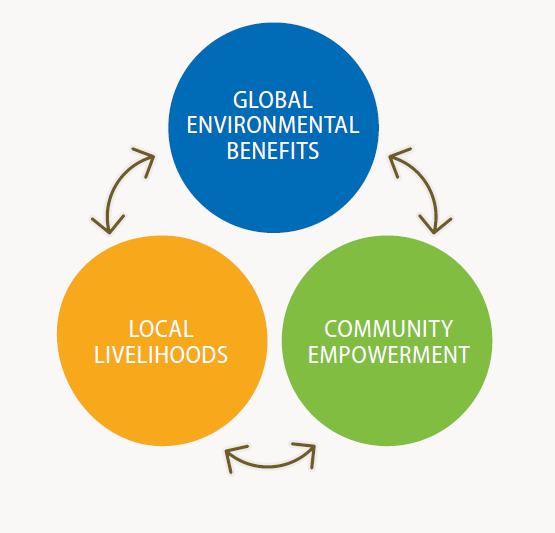 GLOBAL
ENVIRONMENTAL
BENEFITS
LOCAL
LIVELIHOODS
COMMUNITY
EMPOWERMENT